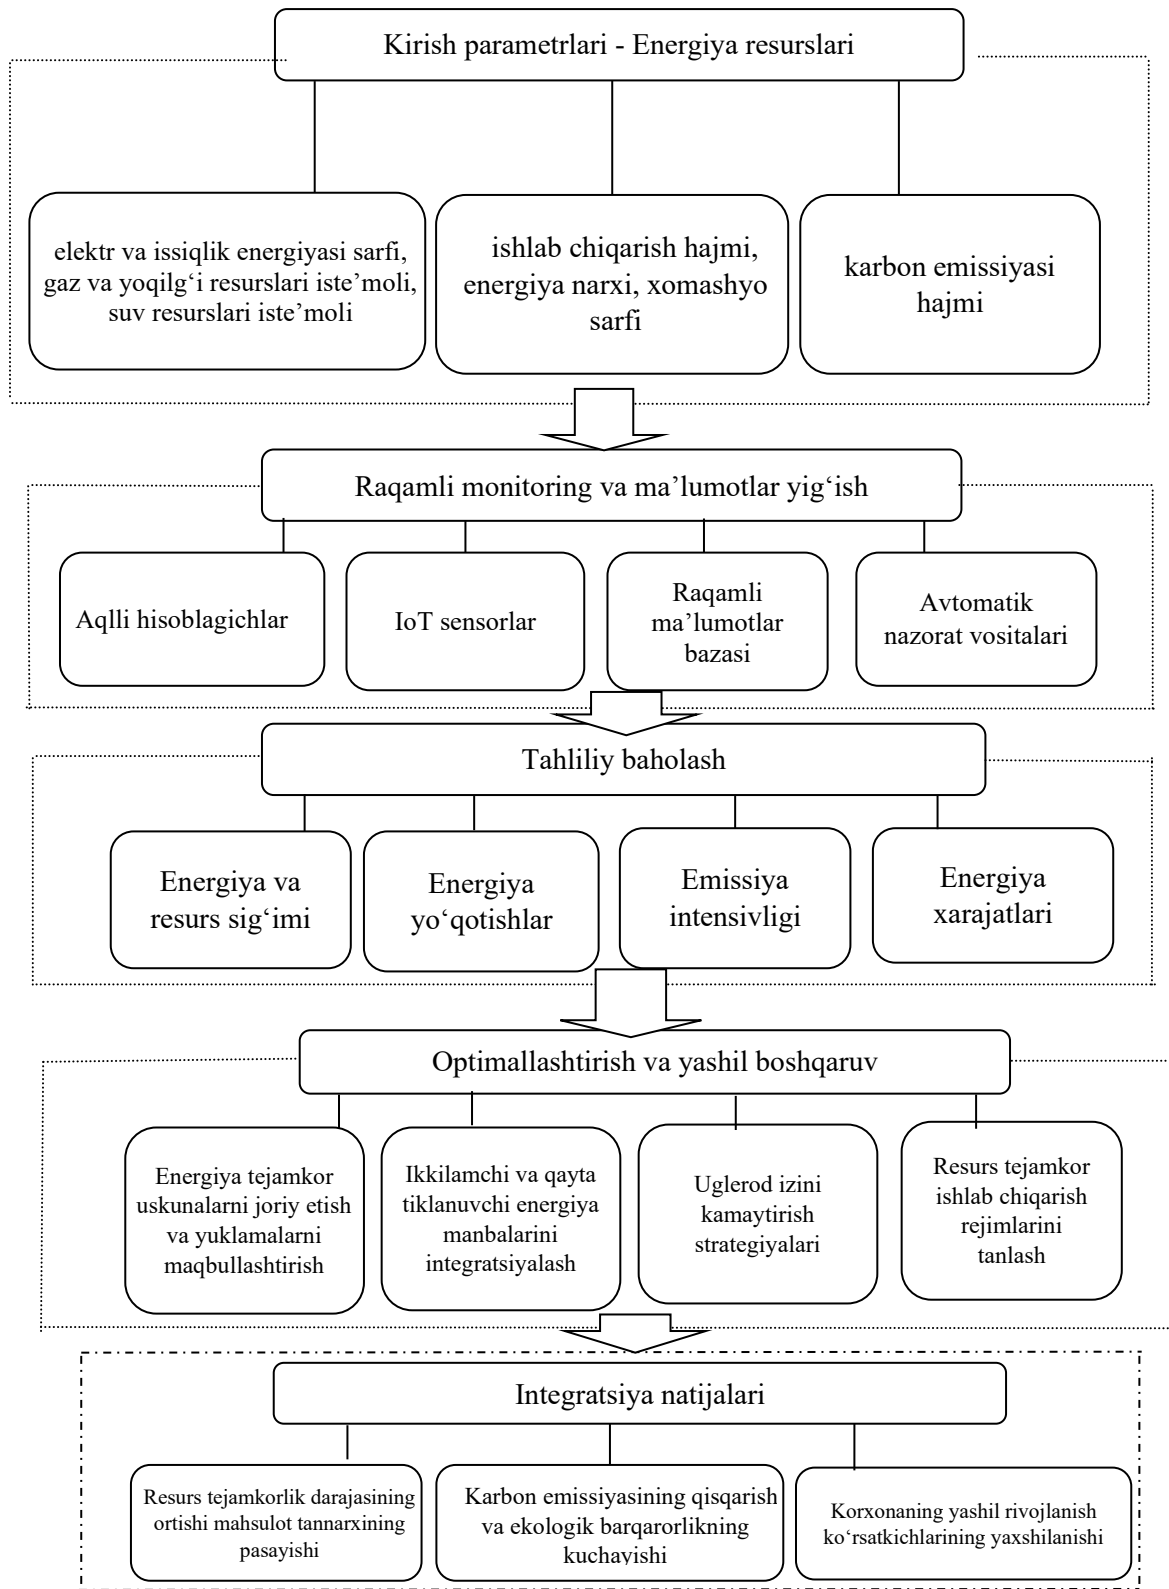 Kirish parametrlari - Energiya resurslari
elektr va issiqlik energiyasi sarfi,
gaz va yoqilg‘i resurslari iste’moli,
suv resurslari iste’moli
ishlab chiqarish hajmi,
energiya narxi, xomashyo
sarfi
karbon emissiyasi
hajmi
Raqamli monitoring va ma’lumotlar yig‘ish
Aqlli hisoblagichlar
IoT sensorlar
Raqamli
ma’lumotlar
bazasi
Avtomatik
nazorat vositalari
Tahliliy baholash
Energiya va
resurs sig‘imi
Energiya
yo‘qotishlar
Emissiya
intensivligi
Energiya
xarajatlari
Optimallashtirish va yashil boshqaruv
Energiya tejamkor
uskunalarni joriy etish
va yuklamalarni
maqbullashtirish
Ikkilamchi va qayta
tiklanuvchi energiya
manbalarini
integratsiyalash
Uglerod izini
kamaytirish
strategiyalari
Resurs tejamkor
ishlab chiqarish
rejimlarini
tanlash
Integratsiya natijalari
Resurs tejamkorlik darajasining
ortishi mahsulot tannarxining
pasayishi
Karbon emissiyasining qisqarish
va ekologik barqarorlikning
kuchayishi
Korxonaning yashil rivojlanish
ko‘rsatkichlarining yaxshilanishi